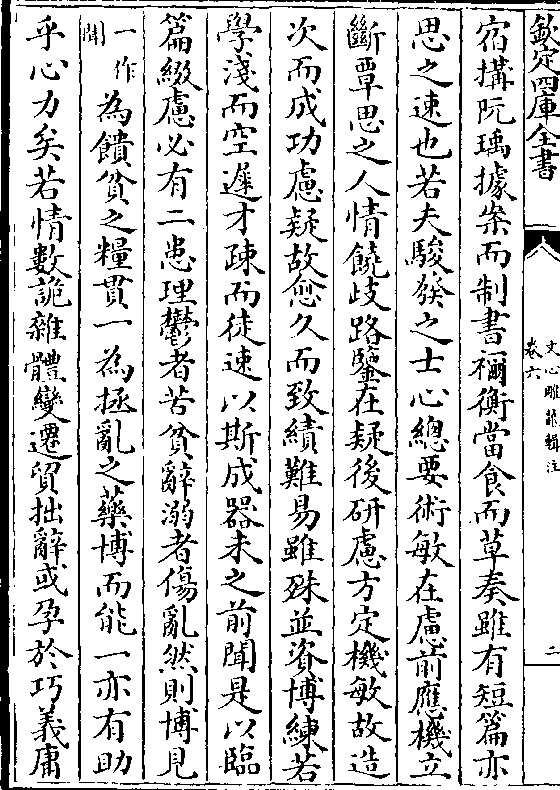 欽定四庫全書
文心雕龍輯注
卷六
二
宿搆阮瑀據桉而制書禰衡當食而草奏雖有短篇亦
思之速也若夫駿發之士心總要術敏在慮前應機立
斷覃思之人情饒歧路鑒在疑後研慮方定機敏故造
次而成功慮疑故愈久而致績難易雖殊並資博練若
學淺而空遲才疎而徒速以斯成器未之前聞是以臨
篇綴慮必有二患理鬱者苦貧辭溺者傷亂然則博見
一作聞為饋貧之糧貫一為拯亂之藥博而能一亦有助
乎心力矣若情數詭雜體變遷貿拙辭或孕於巧義庸